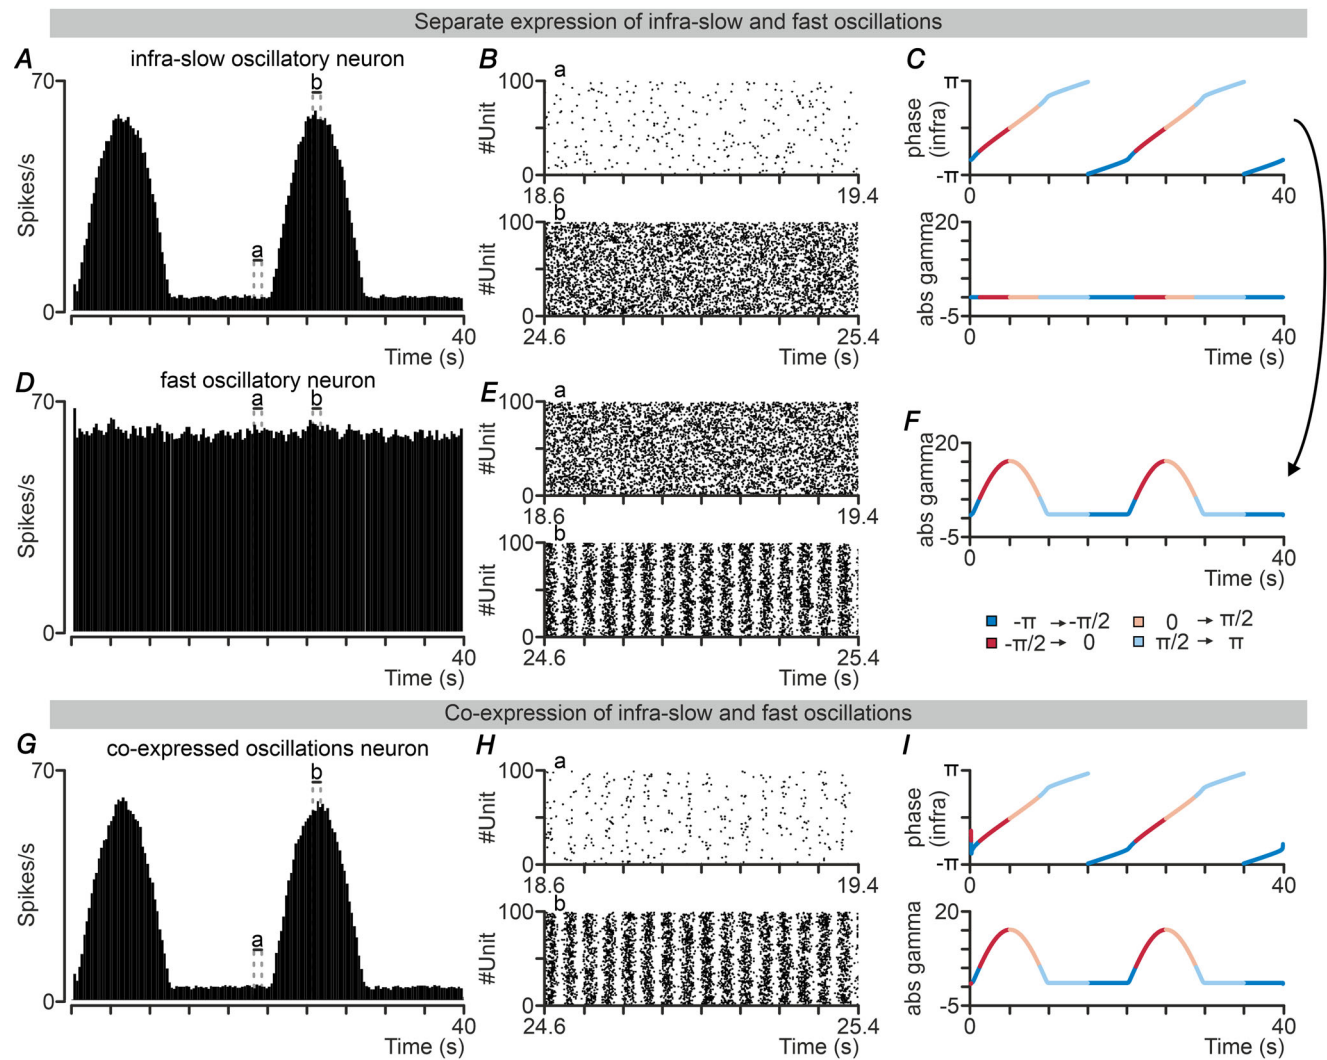 Separate expression of infra-slow and fast oscillations
A
infra-slow oscillatory neuron
70
b
a
Spikes/s
0
40
Time (s)
B
a
100
#Unit
0
18.6
19.4
b
100
#Unit
0
24.6
25.4
Time (s)
C
π
phase
(infra)
-π
0
40
20
abs gamma
-5
0
40
Time (s)
D
fast oscillatory neuron
70
a
b
Spikes/s
0
40
Time (s)
E
a
100
#Unit
0
18.6
19.4
b
100
#Unit
0
24.6
25.4
Time (s)
F
20
abs gamma
-5
0
40
Time (s)
-π → -π/2
0 → π/2
-π/2 → 0
π/2 → π
Co-expression of infra-slow and fast oscillations
G
co-expressed oscillations neuron
70
b
a
Spikes/s
0
40
Time (s)
H
a
100
#Unit
0
18.6
19.4
b
100
#Unit
0
24.6
25.4
Time (s)
I
π
phase
(infra)
-π
0
40
20
abs gamma
-5
0
40
Time (s)